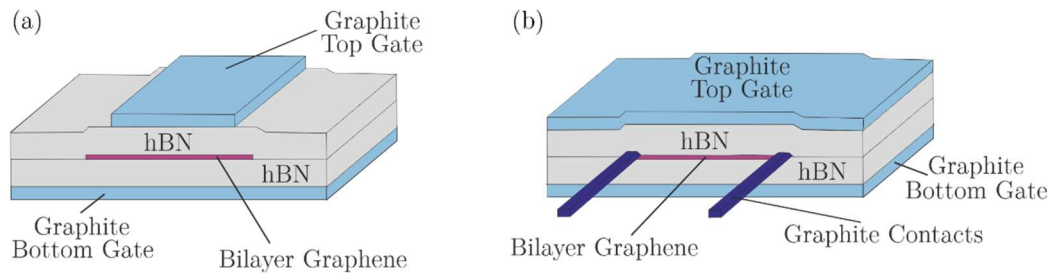 (a)
Graphite
Top Gate
hBN
hBN
Graphite
Bottom Gate
Bilayer Graphene
(b)
Graphite
Top Gate
hBN
hBN
Graphite
Bottom Gate
Bilayer Graphene
Graphite Contacts